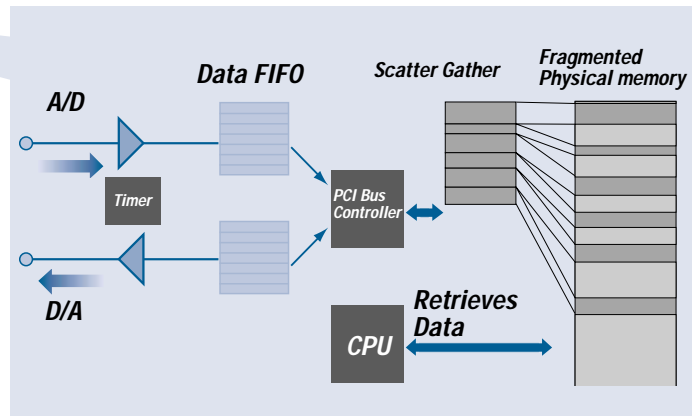 Data FIFO
Scatter Gather
Fragmented
Physical memory
A/D
Timer
PCI Bus
Controller
D/A
CPU
Retrieves
Data